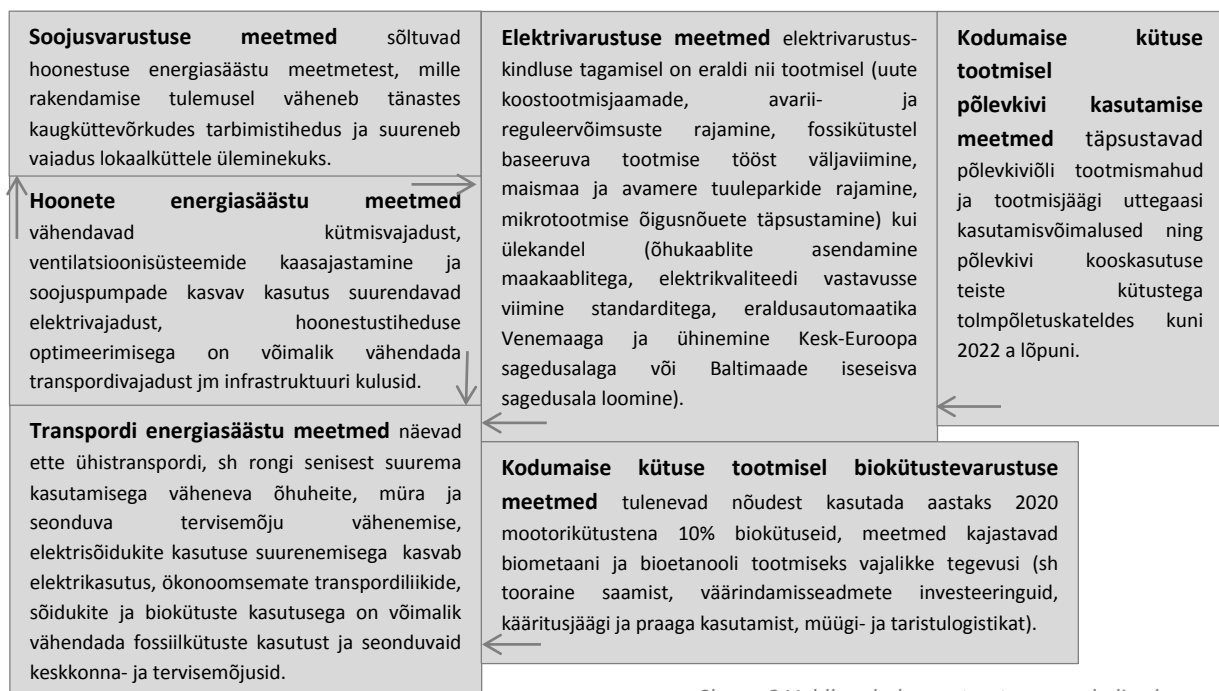 Soojusvarustuse meetmed sõltuvad
hoonestuse energiasäästu meetmetest, mille
rakendamise tulemusel väheneb tänastes
kaugküttevõrkudes tarbimistihedus ja suureneb
vajadus lokaalküttele üleminekuks.
Hoonete energiasäästu meetmed
vähendavad kütmisvajadust,
ventilatsioonisüsteemide kaasajastamine ja
soojuspumpade kasvav kasutus suurendavad
elektrivajadust, hoonestustiheduse
optimeerimisega on võimalik vähendada
transpordivajadust jm infrastruktuuri kulusid.
Transpordi energiasäästu meetmed näevad
ette ühistranspordi, sh rongi senisest suurema
kasutamisega väheneva õhuheite, müra ja
seonduva tervisemõju vähenemise,
elektrisõidukite kasutuse suurenemisega kasvab
elektrikasutus, ökonoomsemate transpordiliikide,
sõidukite ja biokütuste kasutusega on võimalik
vähendada fossiilkütuste kasutust ja seonduvaid
keskkonna- ja tervisemõjusid.
Elektrivarustuse meetmed elektrivarustus-
kindluse tagamisel on eraldi nii tootmisel (uute
koostootmisjaamade, avarii- ja
reguleervõimsuste rajamine, fossikütustel
baseeruva tootmise tööst väljaviimine,
maismaa ja avamere tuuleparkide rajamine,
mikrotootmise õigusnõuete täpsustamine) kui
ülekandel (õhukaablite asendamine
maakaablitega, elektrikvaliteedi vastavusse
viimine standarditega, eraldusautomaatika
Venemaaga ja ühinemine Kesk-Euroopa
sagedusalaga või Baltimaade iseseisva
sagedusala loomine).
Kodumaise kütuse
tootmisel
põlevkivi kasutamise
meetmed täpsustavad
põlevkiviõli tootmismahud
ja tootmisjäägi uttegaasi
kasutamisvõimalused ning
põlevkivi kooskasutuse
teiste kütustega
tolmpõletuskateldes kuni
2022 a lõpuni.
Kodumaise kütuse tootmisel biokütustevarustuse
meetmed tulenevad nõudest kasutada aastaks 2020
mootorikütustena 10% biokütuseid, meetmed kajastavad
biometaani ja bioetanooli tootmiseks vajalikke tegevusi (sh
tooraine saamist, väärindamisseadmete investeeringuid,
kääritusjäägi ja praaga kasutamist, müügi- ja taristulogistikat).